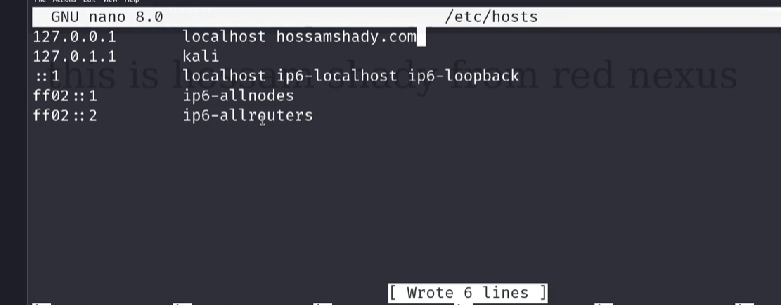 GNU nano 8.0 /etc/hosts
127.0.0.1 localhost hossamshady.com
127.0.1.1 kali
::1 localhost ip6-localhost ip6-loopback
this is hossam shady from red nexus
ff02::1 ip6-allnodes
ff02::2 ip6-allrouters
[ Wrote 6 lines ]